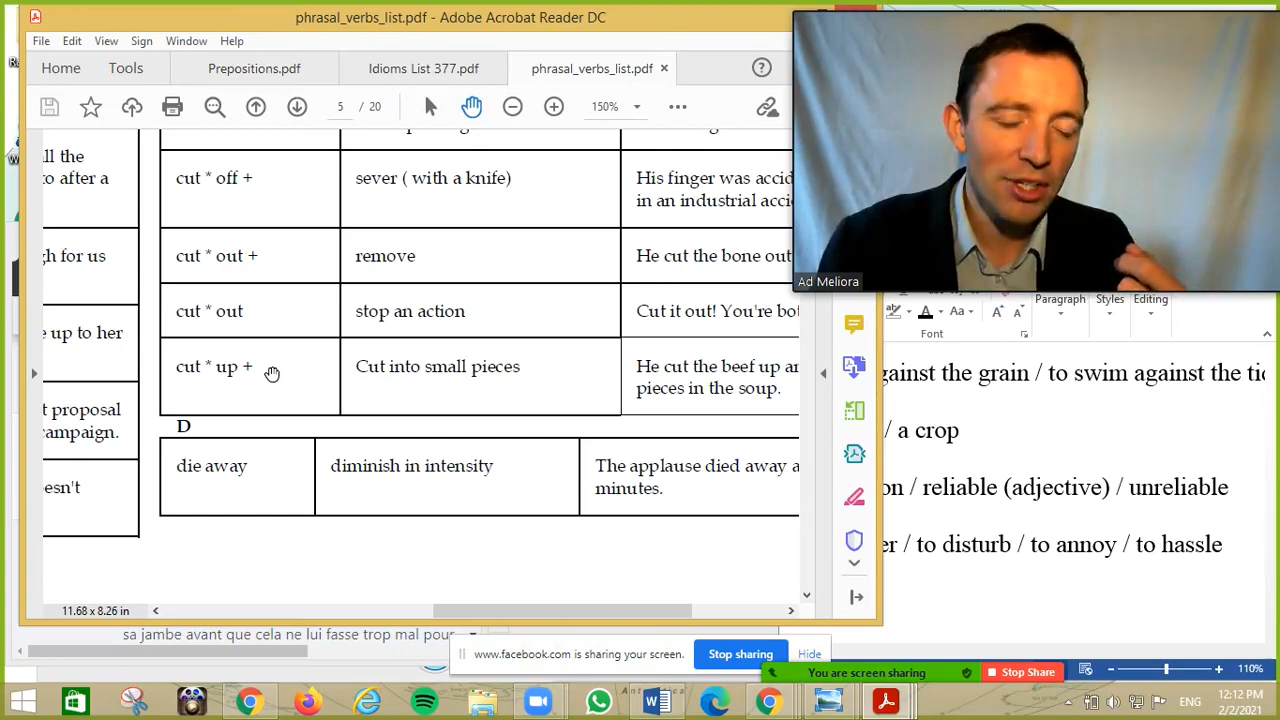 phrasal_verbs_list.pdf - Adobe Acrobat Reader DC
File Edit View Sign Window Help
Home Tools Prepositions.pdf Idioms List 377.pdf phrasal_verbs_list.pdf ×
5 / 20 150%
ll the
o after a
cut * off + sever ( with a knife) His finger was accid
in an industrial acci
Ad Meliora
gh for us cut * out + remove He cut the bone out
Paragraph Styles Editing
cut * out stop an action Cut it out! You're bot
Font
e up to her
cut * up + Cut into small pieces He cut the beef up an
pieces in the soup.
gainst the grain / to swim against the tid
t proposal
campaign.
D
/ a crop
die away diminish in intensity The applause died away a
minutes.
esn't
on / reliable (adjective) / unreliable
er / to disturb / to annoy / to hassle
11.68 x 8.26 in
sa jambe avant que cela ne lui fasse trop mal pour
www.facebook.com is sharing your screen. Stop sharing Hide
You are screen sharing Stop Share
110%
ENG
12:12 PM
2/2/2021